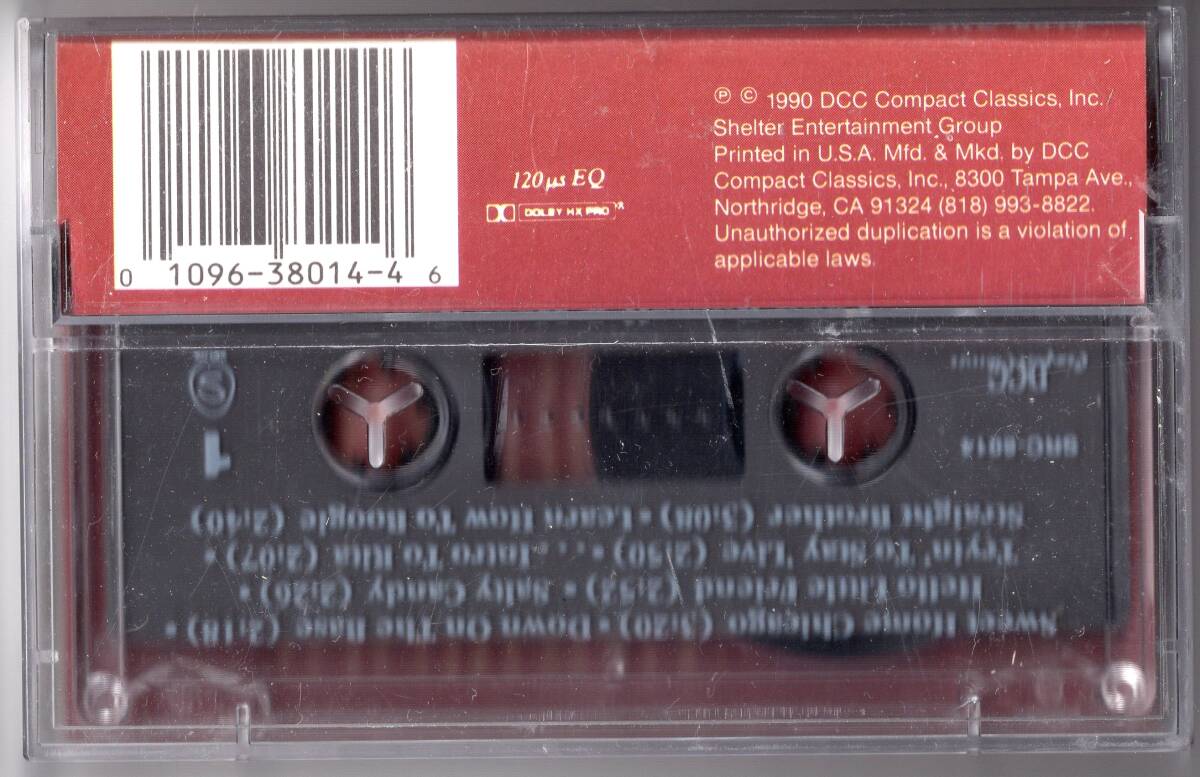 0 1096-38014-4 6
120 µs EQ
DOLBY HX PRO
℗ © 1990 DCC Compact Classics, Inc./
Shelter Entertainment Group
Printed in U.S.A. Mfd. & Mkd. by DCC
Compact Classics, Inc., 8300 Tampa Ave.,
Northridge, CA 91324 (818) 993-8822.
Unauthorized duplication is a violation of
applicable laws.
Sweet Home Chicago (3:20) • Down On The Base (2:18) •
Hello Little Friend (2:52) • Salty Candy (2:26) •
Tryin' To Stay 'Live (2:50) • . . . Intro To Rita (2:07) •
Straight Brother (3:08) • Learn How To Boogie (2:40)
1
S
DCC